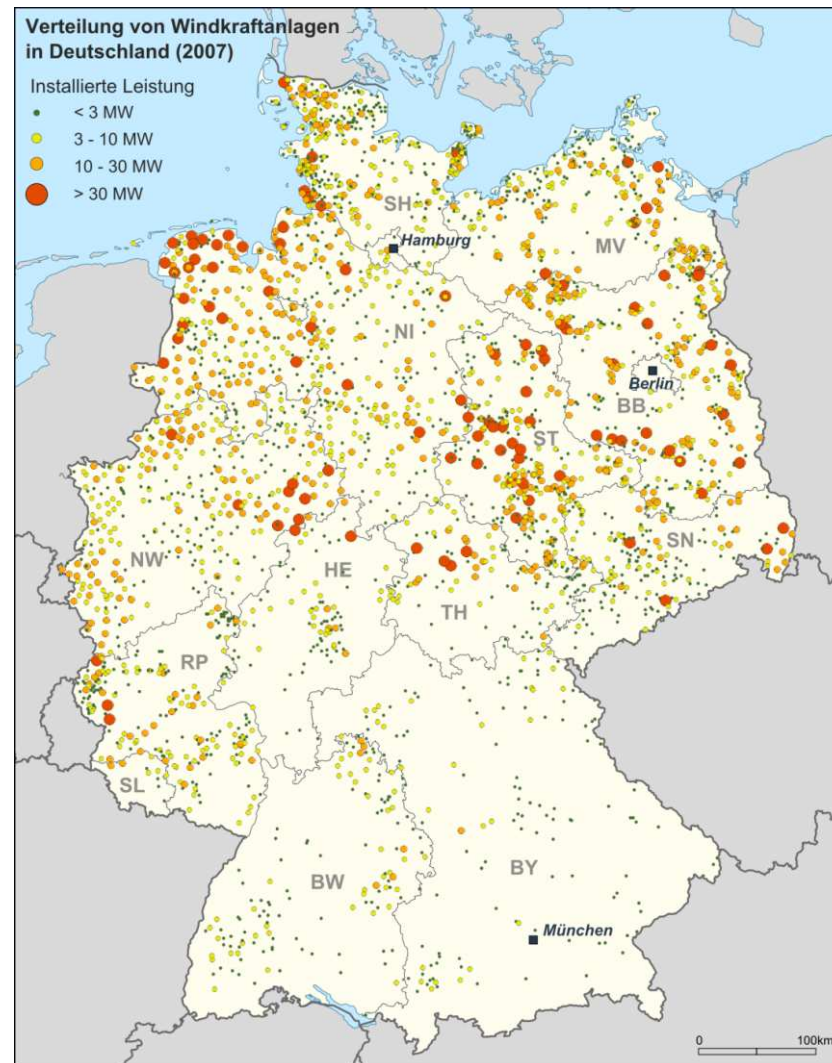 Verteilung von Windkraftanlagen
in Deutschland (2007)
Installierte Leistung
< 3 MW
3 - 10 MW
10 - 30 MW
> 30 MW
SH
Hamburg
MV
NI
Berlin
BB
ST
NW
SN
HE
TH
RP
SL
BW
BY
München
0 100km